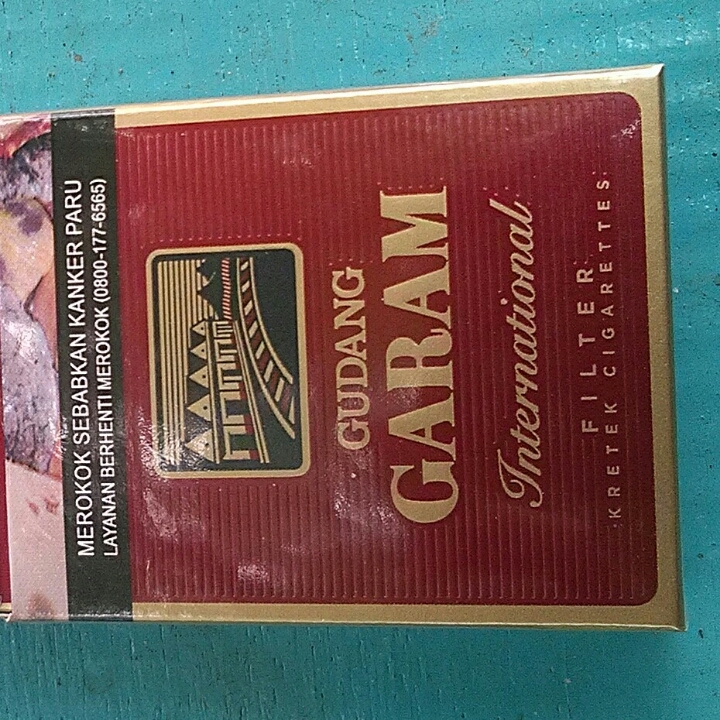 MEROKOK SEBABKAN KANKER PARU
LAYANAN BERHENTI MEROKOK (0800-177-6565)
GUDANG
GARAM
International
FILTER
KRETEK CIGARETTES